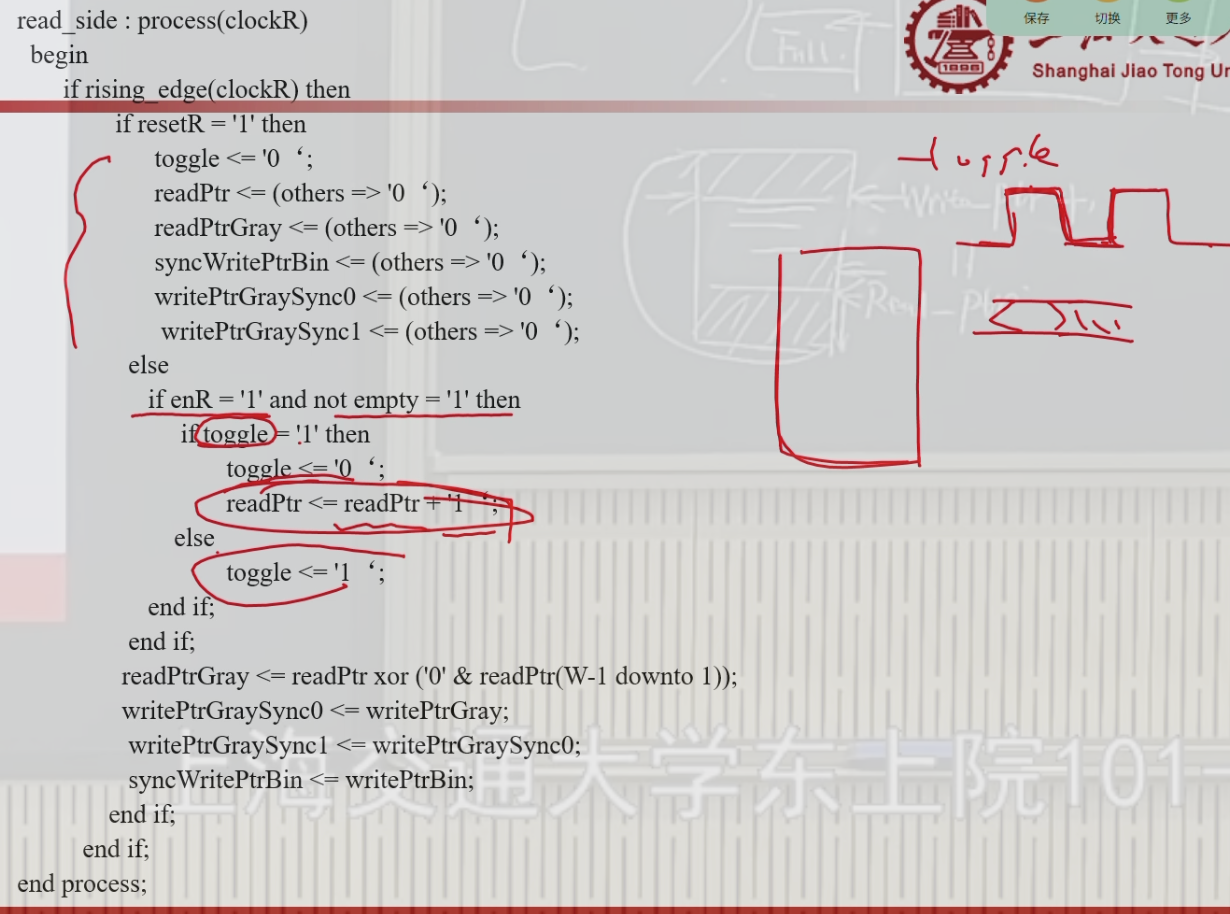 保存 切换 更多
Shanghai Jiao Tong Un
read_side : process(clockR)
begin
if rising_edge(clockR) then
if resetR = '1' then
toggle <= '0 ‘;
readPtr <= (others => '0 ‘);
readPtrGray <= (others => '0 ‘);
syncWritePtrBin <= (others => '0 ‘);
writePtrGraySync0 <= (others => '0 ‘);
writePtrGraySync1 <= (others => '0 ‘);
else
if enR = '1' and not empty = '1' then
if toggle = '1' then
toggle <= '0 ‘;
readPtr <= readPtr + '1 ‘;
else
toggle <= '1 ‘;
end if;
end if;
readPtrGray <= readPtr xor ('0' & readPtr(W-1 downto 1));
writePtrGraySync0 <= writePtrGray;
writePtrGraySync1 <= writePtrGraySync0;
syncWritePtrBin <= writePtrBin;
end if;
end if;
end process;
toggle
Full
上海交通大学东上院101
1896